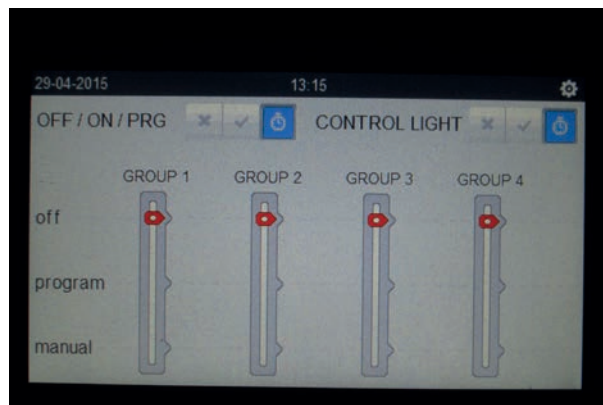 29-04-2015 13:15
OFF / ON / PRG CONTROL LIGHT
GROUP 1 GROUP 2 GROUP 3 GROUP 4
off
program
manual